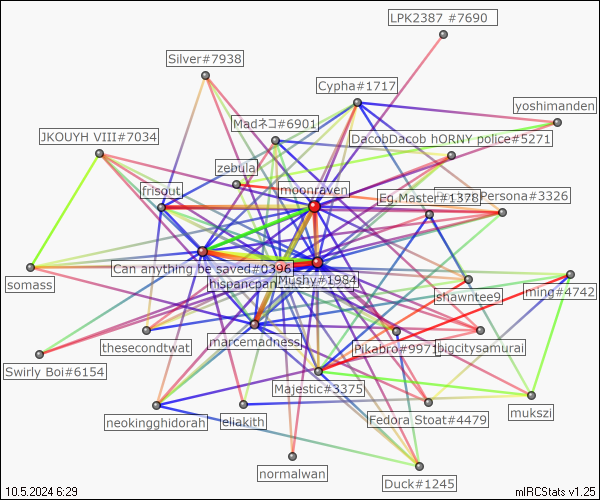 LPK2387 #7690
Silver#7938
Cypha#1717
yoshimanden
Madネコ#6901
JKOUYH VIII#7034
DacobDacob hORNY police#5271
zebula
frisout
moonraven
Eg.Master#1378
Persona#3326
Can anything be saved#0396
somass
hispancpan
Mushy#1984
shawntee9
ming#4742
thesecondtwat
marcemadness
Pikabro#9971
bigcitysamurai
Swirly Boi#6154
Majestic#3375
neokingghidorah
eliakith
Fedora Stoat#4479
mukszi
normalwan
Duck#1245
10.5.2024 6:29
mIRCStats v1.25